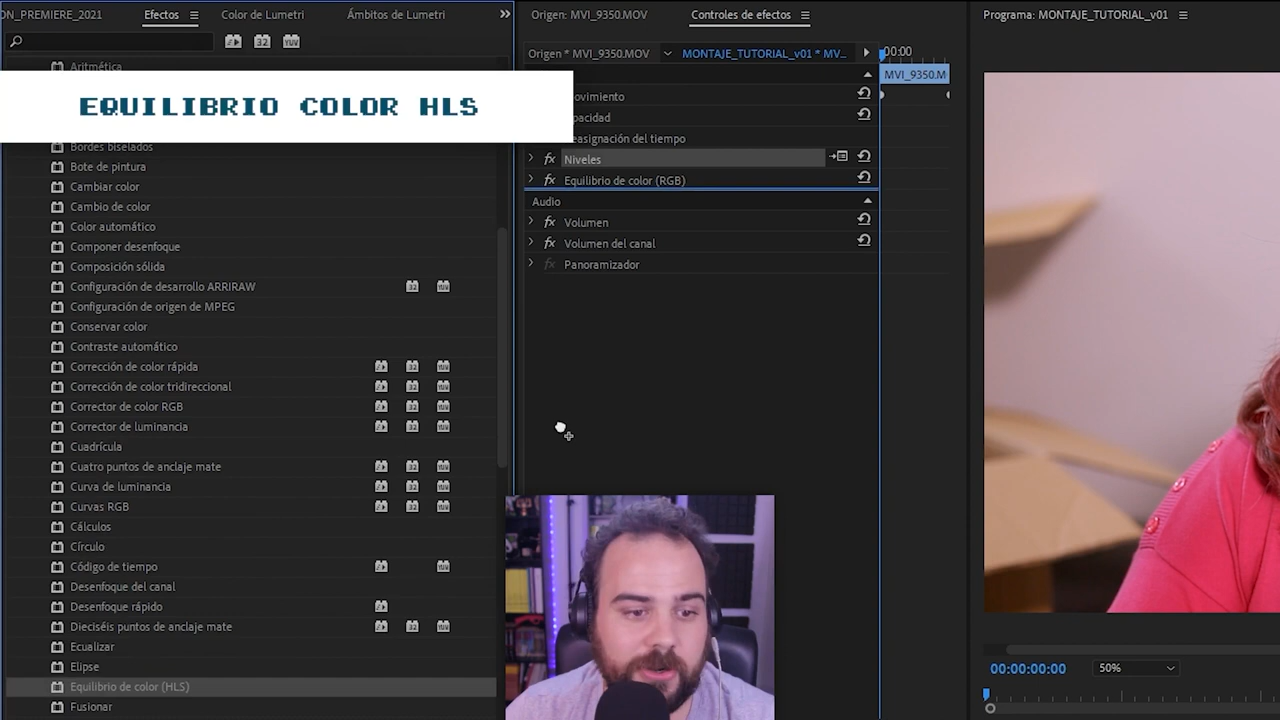 ON_PREMIERE_2021
Efectos
Color de Lumetri
Ámbitos de Lumetri
Aritmética
EQUILIBRIO COLOR HLS
Bordes biselados
Bote de pintura
Cambiar color
Cambio de color
Color automático
Componer desenfoque
Composición sólida
Configuración de desarrollo ARRIRAW
Configuración de origen de MPEG
Conservar color
Contraste automático
Corrección de color rápida
Corrección de color tridireccional
Corrector de color RGB
Corrector de luminancia
Cuadrícula
Cuatro puntos de anclaje mate
Curva de luminancia
Curvas RGB
Cálculos
Círculo
Código de tiempo
Desenfoque del canal
Desenfoque rápido
Dieciséis puntos de anclaje mate
Ecualizar
Elipse
Equilibrio de color (HLS)
Fusionar
Origen: MVI_9350.MOV
Controles de efectos
Origen * MVI_9350.MOV
MONTAJE_TUTORIAL_v01 * MV...
00:00
MVI_9350.M
ovimiento
pacidad
easignación del tiempo
fx Niveles
fx Equilibrio de color (RGB)
Audio
fx Volumen
fx Volumen del canal
fx Panoramizador
Programa: MONTAJE_TUTORIAL_v01
00:00:00:00
50%